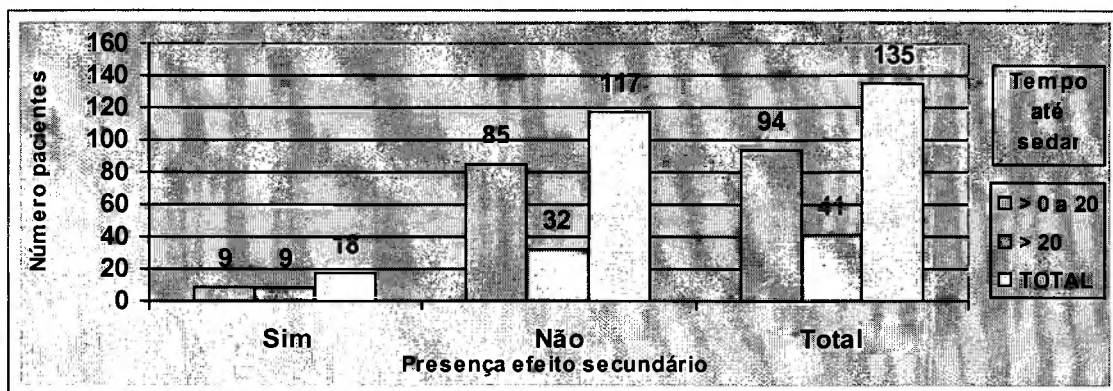 Número pacientes
160
140
120
100
80
60
40
20
0
9 9 18
85 32 117
94 41 135
Sim Não Total
Presença efeito secundário
Tempo
até
sedar
> 0 a 20
> 20
TOTAL